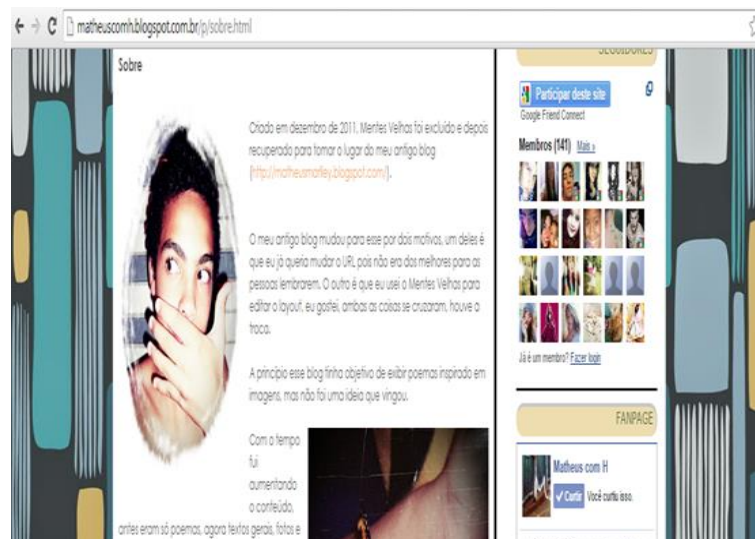 matheuscomh.blogspot.com.br/p/sobre.html
Sobre
Criado em dezembro de 2011, Mentes Velhas foi excluído e depois
recuperado para tomar o lugar do meu antigo blog
(http://matheusmarley.blogspot.com/).
O meu antigo blog mudou para esse por dois motivos, um deles é
que eu já queria mudar o URL pois não era das melhores para as
pessoas lembrarem. O outro é que eu usei o Mentes Velhas para
editar o layout, eu gostei, ambas as coisas se cruzaram, houve a
troca.
A principio esse blog tinha objetivo de exibir poemas inspirado em
imagens, mas não foi uma ideia que vingou.
Com o tempo
fui
aumentando
o conteúdo,
antes eram só poemas, agora textos gerais, fotos e
SEGUIDORES
Participar deste site
Google Friend Connect
Membros (141) Mais »
Já é um membro? Fazer login
FANPAGE
Matheus com H
Curtir Você curtiu isso.